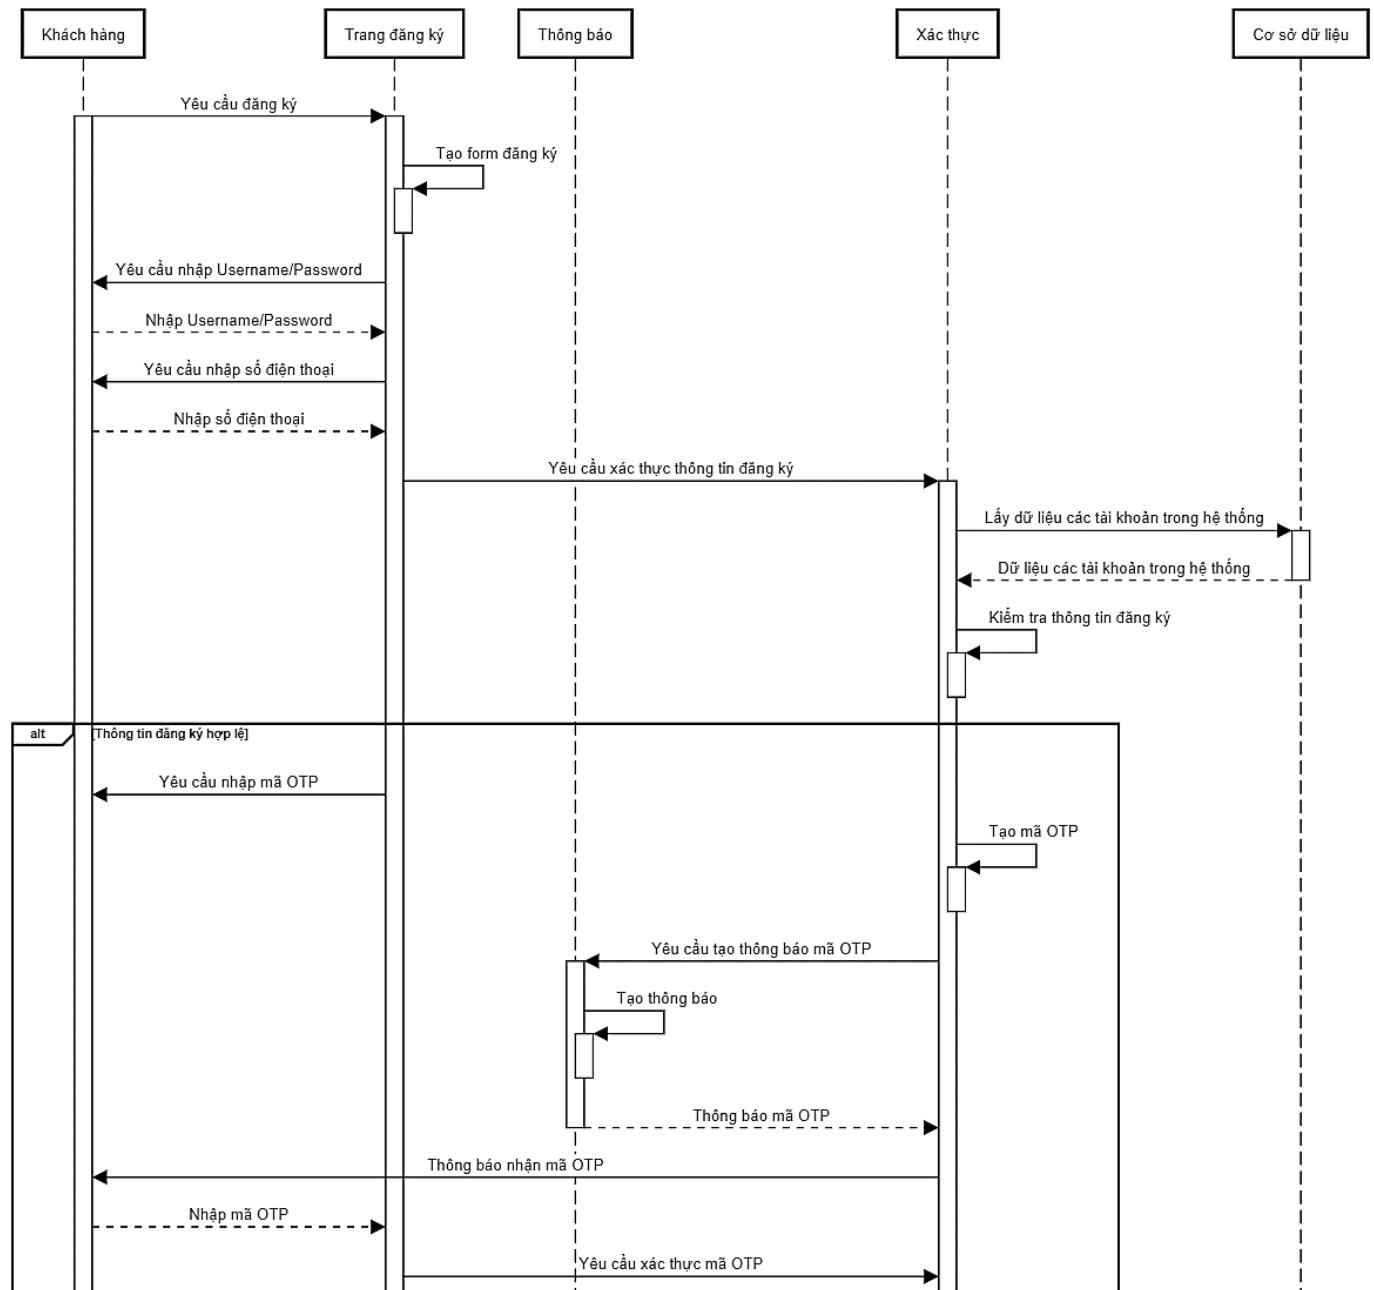 Khách hàng
Trang đăng ký
Thông báo
Xác thực
Cơ sở dữ liệu
Yêu cầu đăng ký
Tạo form đăng ký
Yêu cầu nhập Username/Password
Nhập Username/Password
Yêu cầu nhập số điện thoại
Nhập số điện thoại
Yêu cầu xác thực thông tin đăng ký
Lấy dữ liệu các tài khoản trong hệ thống
Dữ liệu các tài khoản trong hệ thống
Kiểm tra thông tin đăng ký
alt
[Thông tin đăng ký hợp lệ]
Yêu cầu nhập mã OTP
Tạo mã OTP
Yêu cầu tạo thông báo mã OTP
Tạo thông báo
Thông báo mã OTP
Thông báo nhận mã OTP
Nhập mã OTP
Yêu cầu xác thực mã OTP